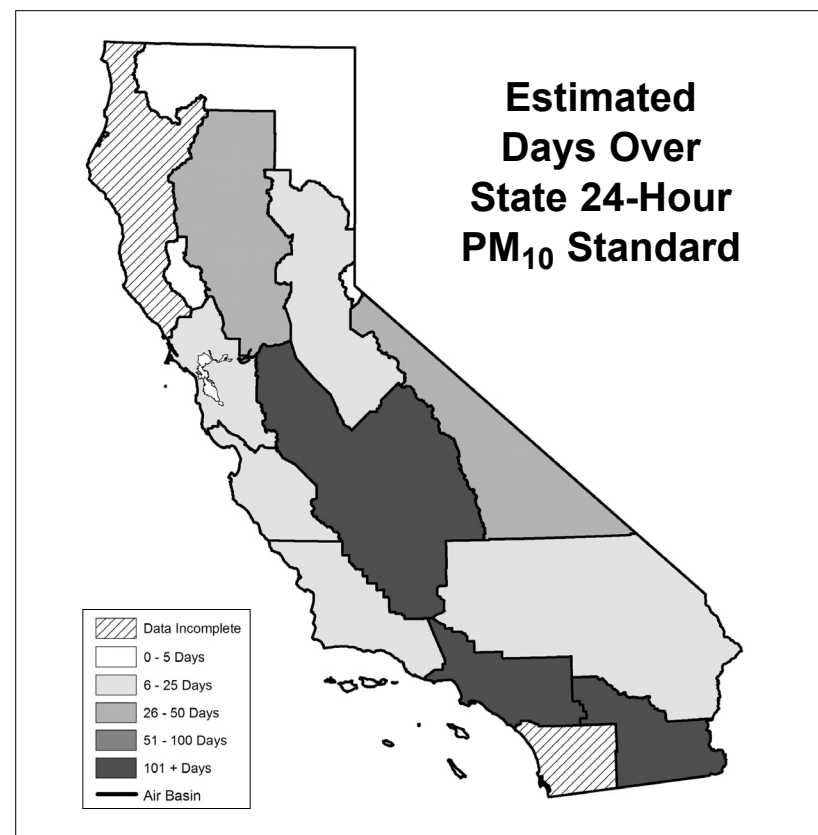 Estimated
Days Over
State 24-Hour
PM10 Standard
Data Incomplete
0 - 5 Days
6 - 25 Days
26 - 50 Days
51 - 100 Days
101 + Days
Air Basin